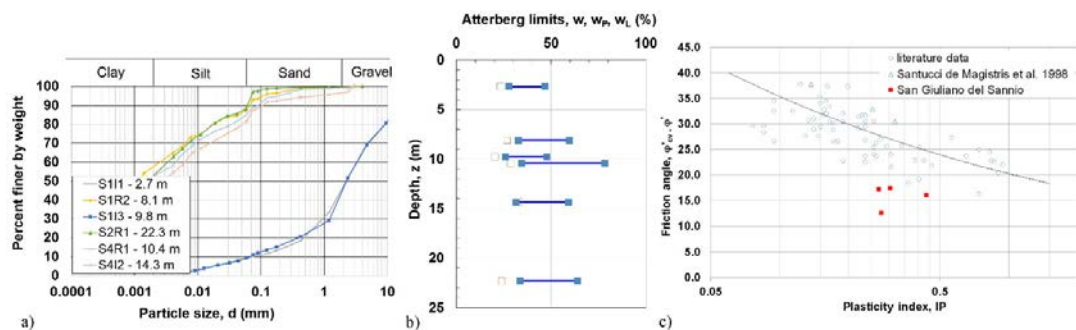 Clay Silt Sand Gravel
100
90
80
70
60
50
40
30
20
10
0
Percent finer by weight
S1I1 - 2.7 m
S1R2 - 8.1 m
S1I3 - 9.8 m
S2R1 - 22.3 m
S4R1 - 10.4 m
S4I2 - 14.3 m
0.0001 0.001 0.01 0.1 1 10
Particle size, d (mm)
a)
Atterberg limits, w, wP, wL (%)
0 50 100
0
5
10
15
20
25
Depth, z (m)
b)
45.0
40.0
35.0
30.0
25.0
20.0
15.0
10.0
5.0
0.0
Friction angle,
literature data
Santucci de Magistris et al. 1998
San Giuliano del Sannio
0.05 0.5
Plasticity index, IP
c)